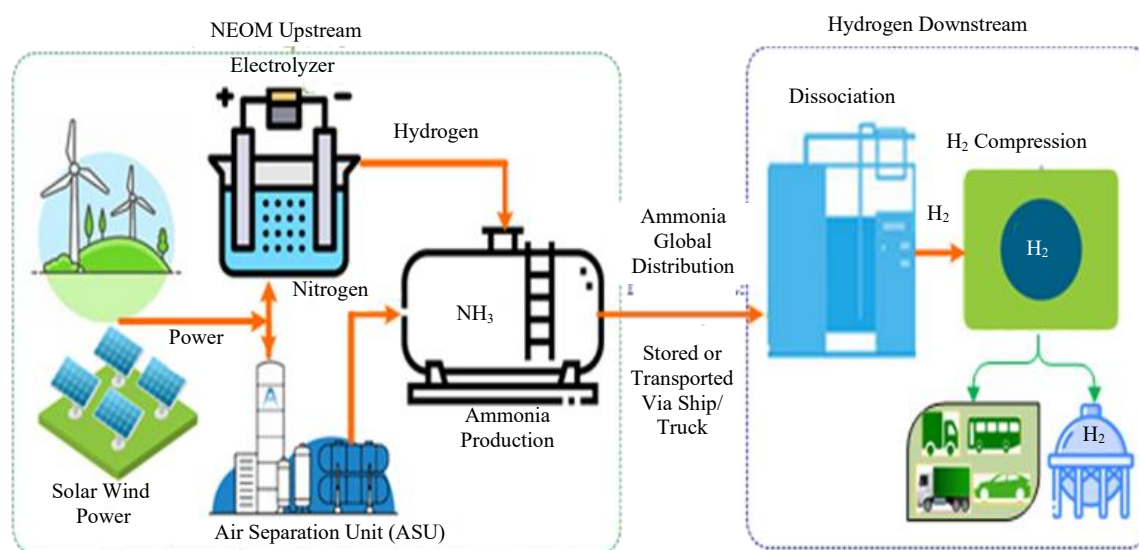 NEOM Upstream
Hydrogen Downstream
Electrolyzer
+
−
Hydrogen
Dissociation
H₂ Compression
Ammonia
Global
Distribution
H₂
H₂
Nitrogen
NH₃
Power
Stored or
Transported
Via Ship/
Truck
Ammonia
Production
H₂
Solar Wind
Power
A
Air Separation Unit (ASU)